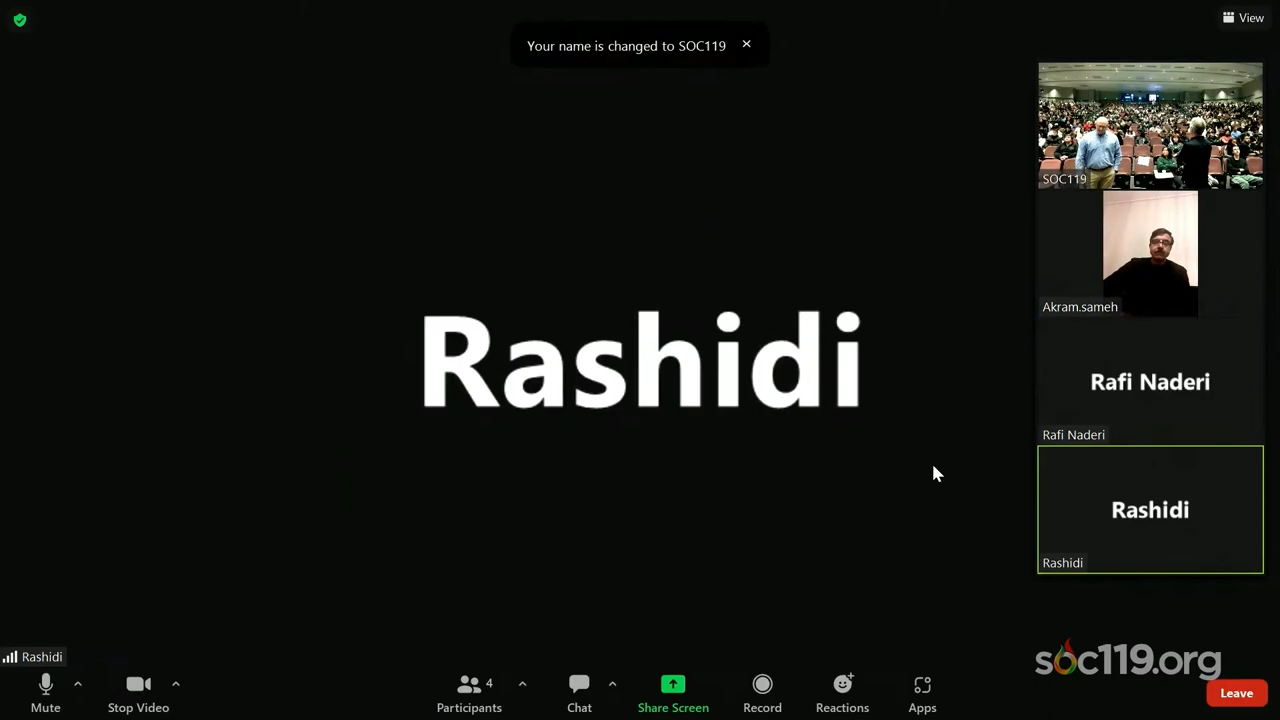 Your name is changed to SOC119
View
SOC119
Akram.sameh
Rafi Naderi
Rafi Naderi
Rashidi
Rashidi
Rashidi
Rashidi
soc119.org
Mute
Stop Video
Participants
4
Chat
Share Screen
Record
Reactions
Apps
Leave